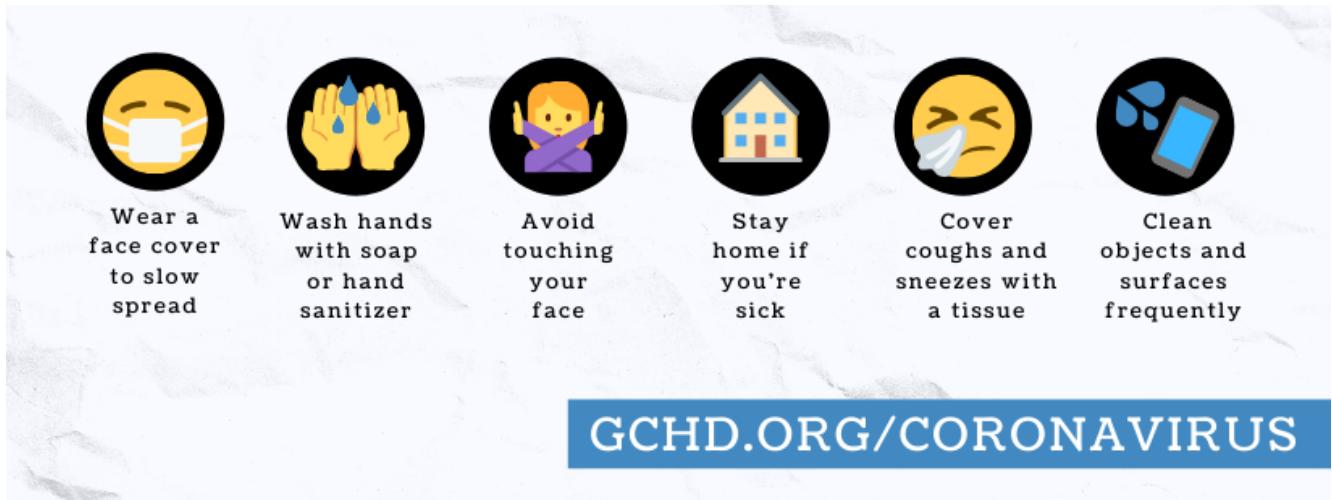 Wear a
face cover
to slow
spread
Wash hands
with soap
or hand
sanitizer
Avoid
touching
your
face
Stay
home if
you're
sick
Cover
coughs and
sneezes with
a tissue
Clean
objects and
surfaces
frequently
GCHD.ORG/CORONAVIRUS